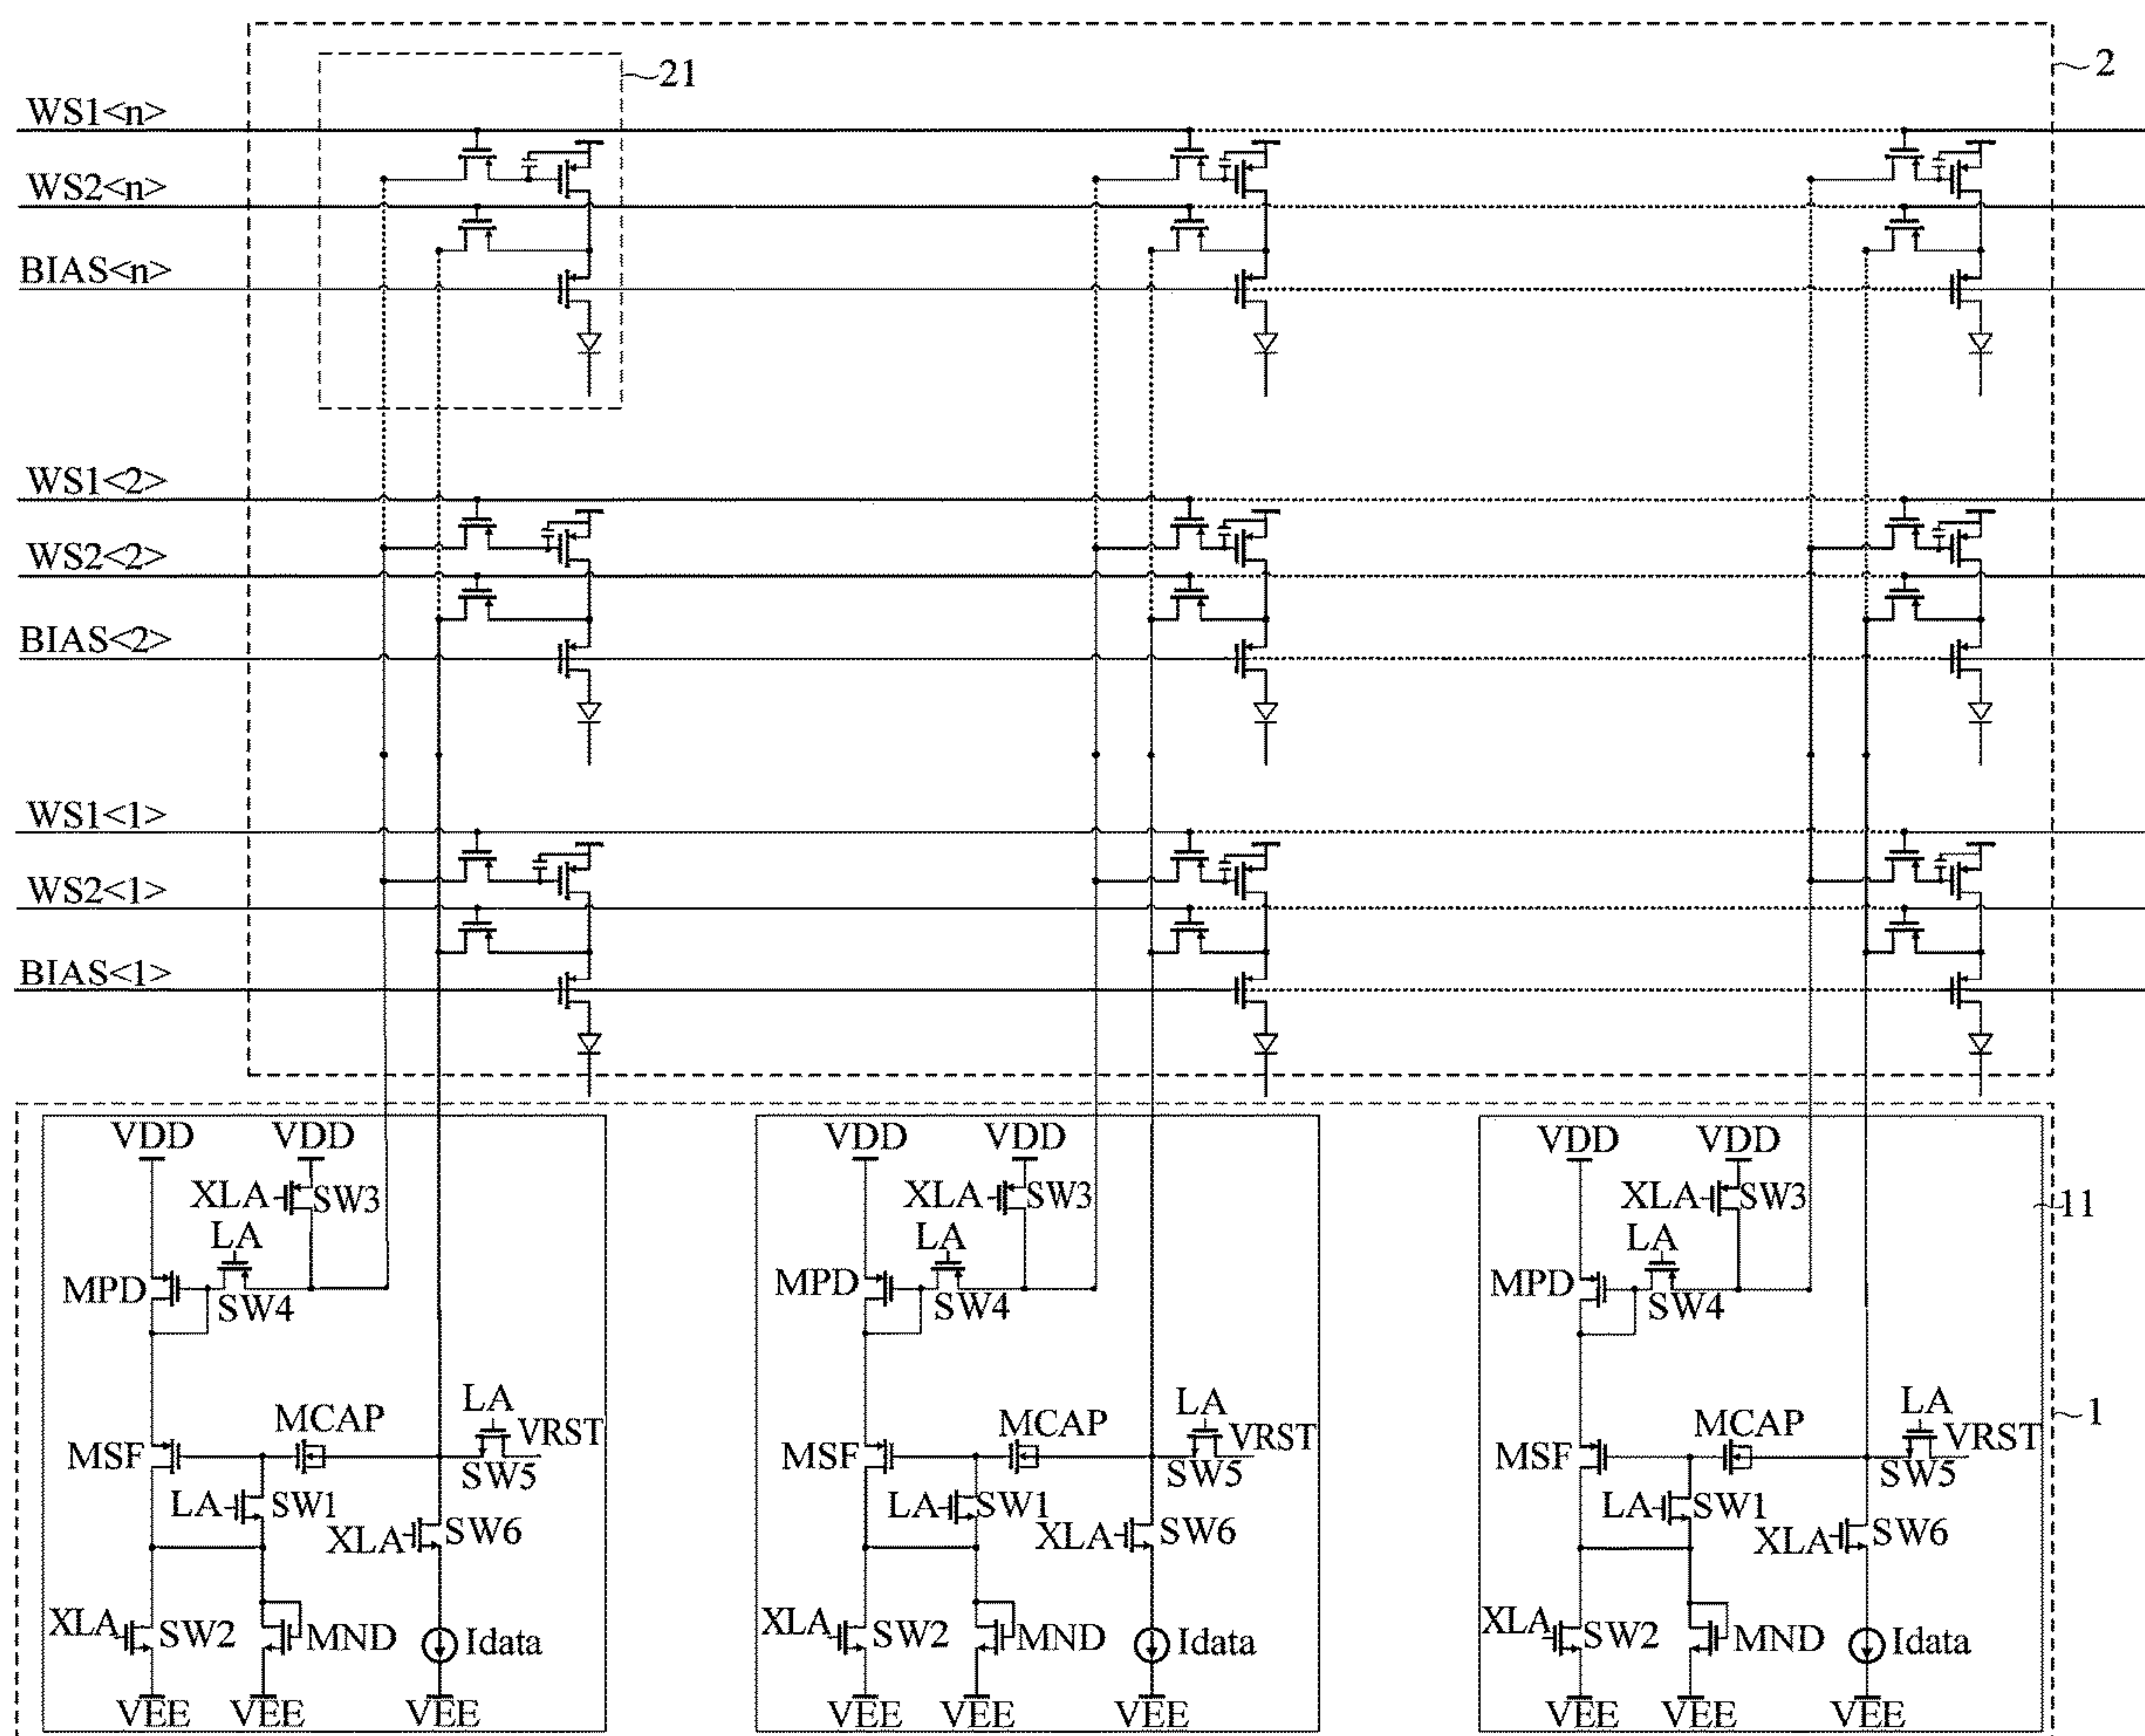 21
2
WS1<n>
WS2<n>
BIAS<n>
WS1<2>
WS2<2>
BIAS<2>
WS1<1>
WS2<1>
BIAS<1>
VDD VDD
XLA SW3
LA
MPD SW4
LA
MCAP
MSF VRST
SW5
LA SW1
XLA SW6
XLA SW2 MND Idata
VEE VEE VEE
VDD VDD
XLA SW3
LA
MPD SW4
LA
MCAP
MSF VRST
SW5
LA SW1
XLA SW6
XLA SW2 MND Idata
VEE VEE VEE
VDD VDD
XLA SW3
11
LA
MPD SW4
LA
MCAP
1
MSF VRST
SW5
LA SW1
XLA SW6
XLA SW2 MND Idata
VEE VEE VEE